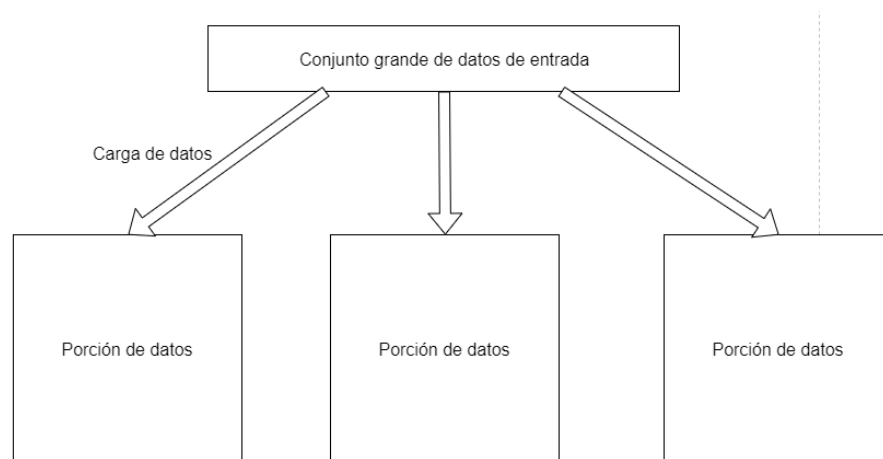 Conjunto grande de datos de entrada
Carga de datos
Porción de datos
Porción de datos
Porción de datos